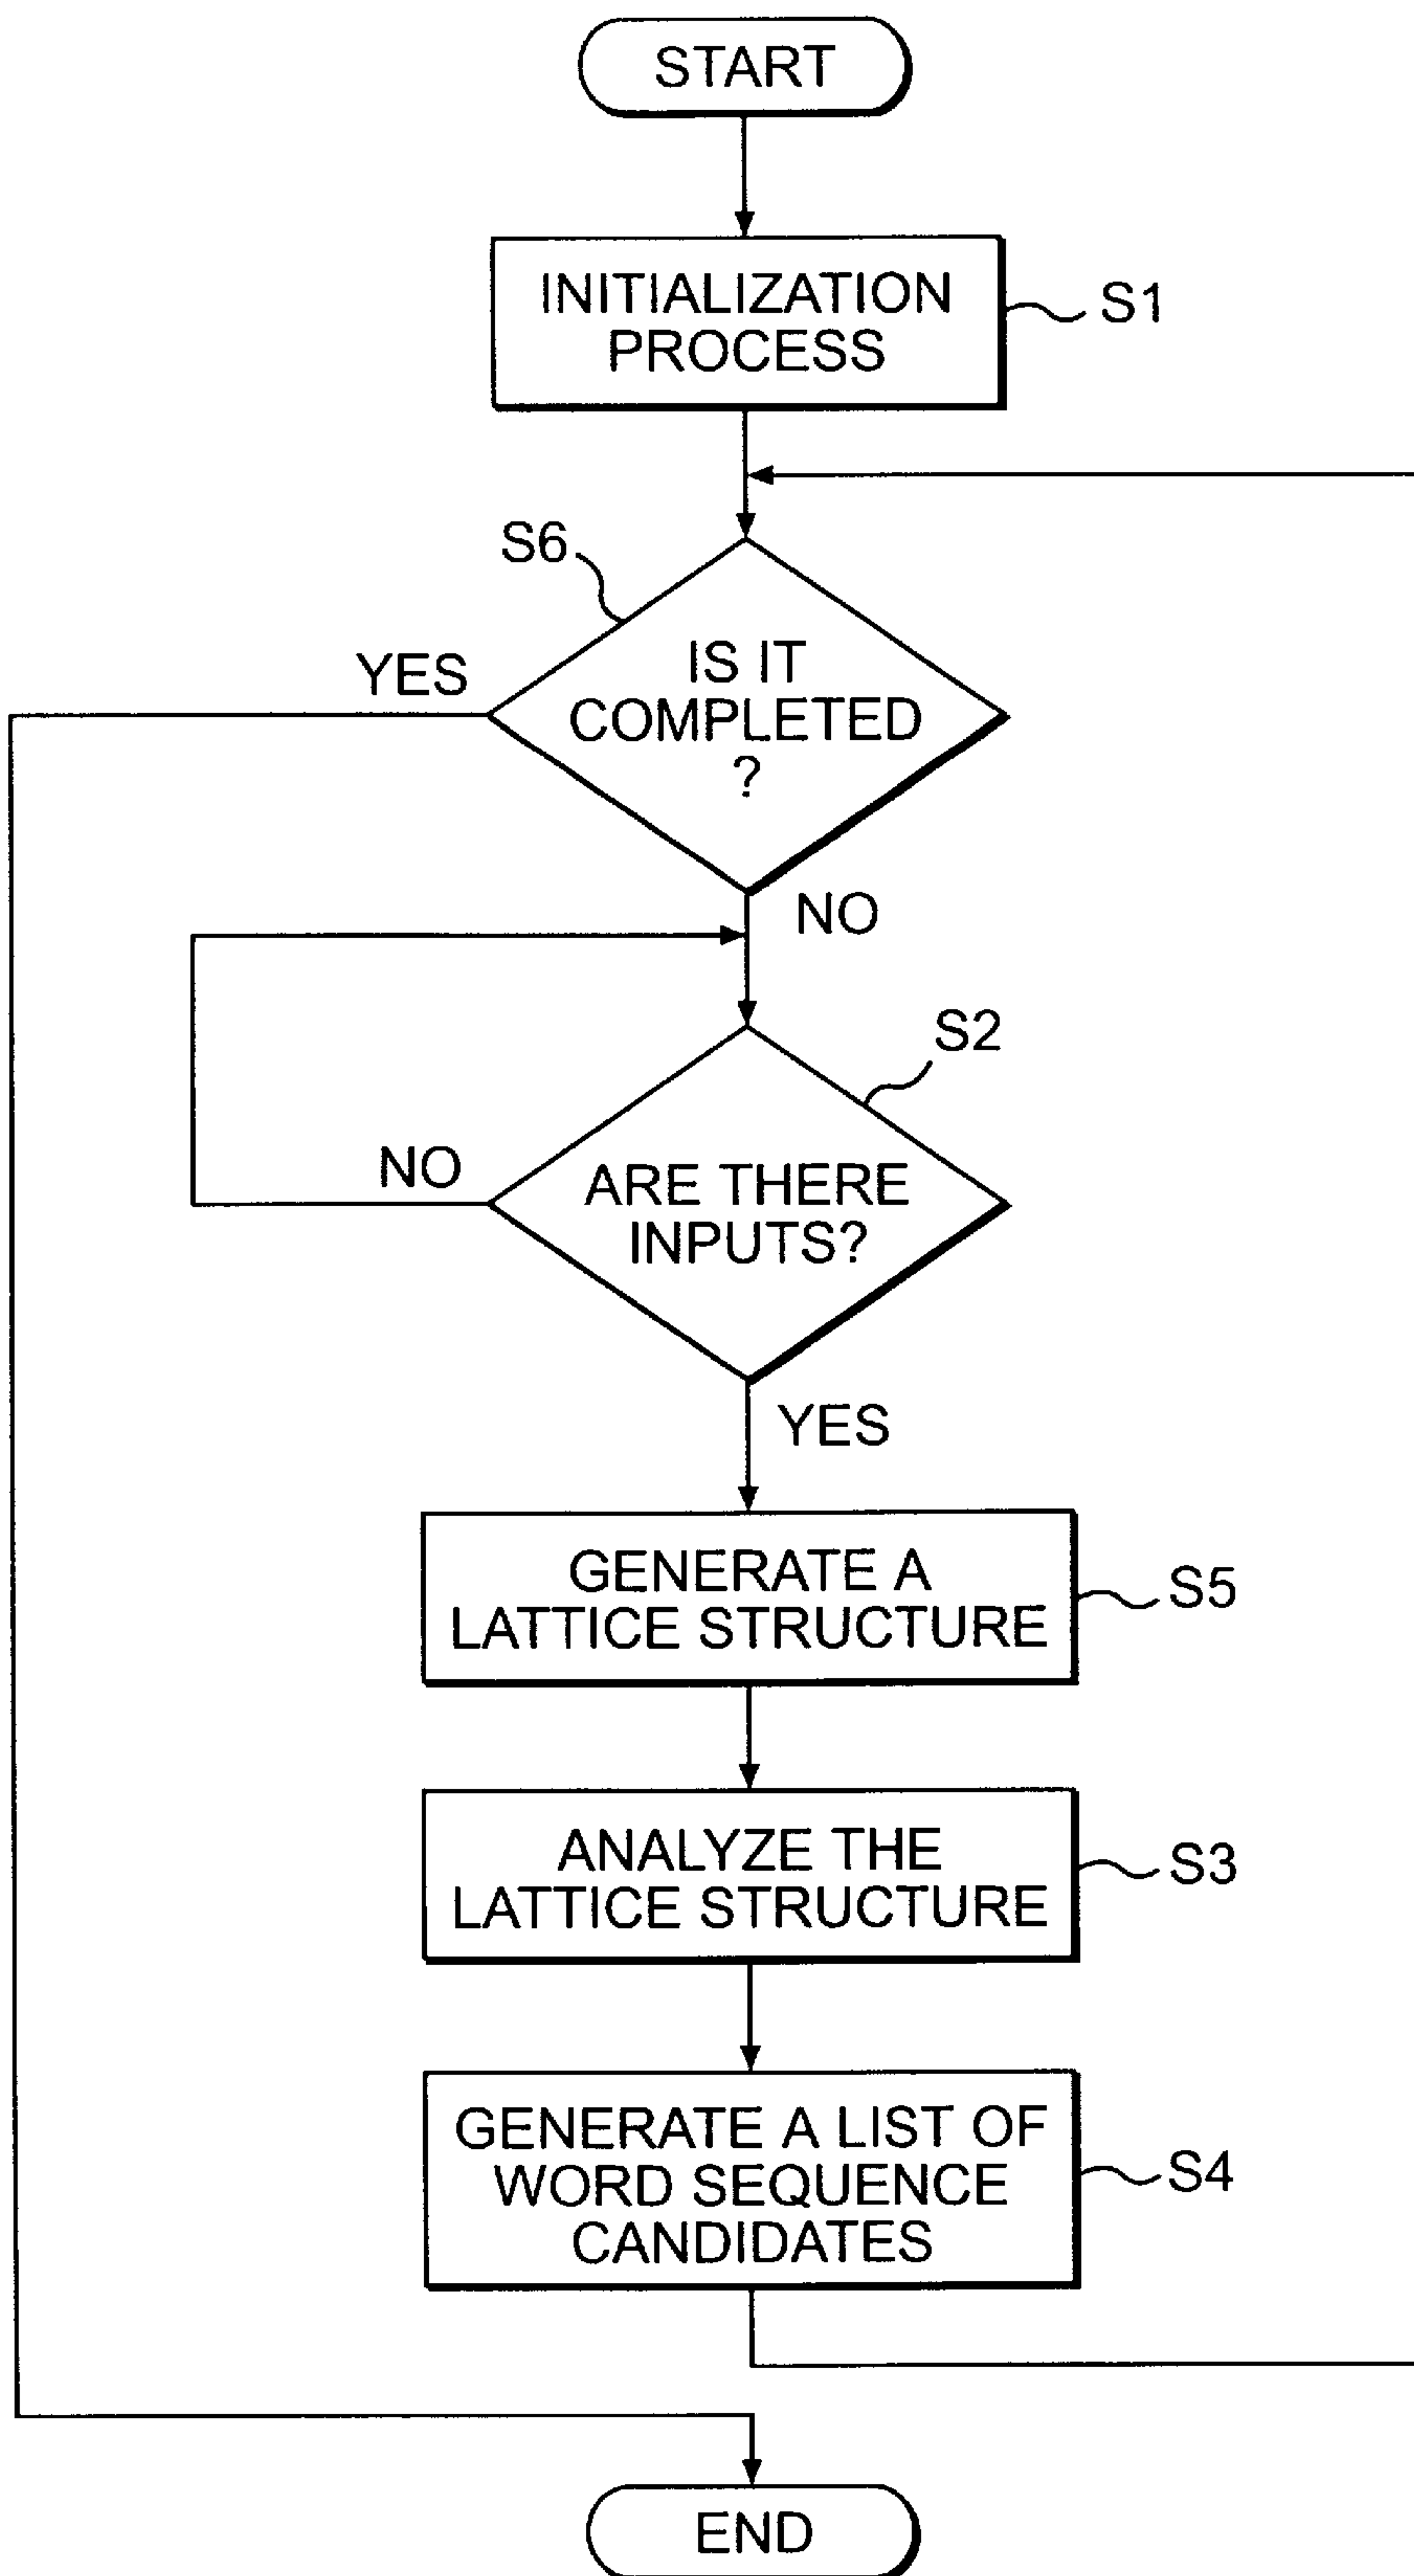 START
INITIALIZATION
PROCESS
S1
S6
IS IT
COMPLETED
?
YES
NO
S2
ARE THERE
INPUTS?
NO
YES
GENERATE A
LATTICE STRUCTURE
S5
ANALYZE THE
LATTICE STRUCTURE
S3
GENERATE A LIST OF
WORD SEQUENCE
CANDIDATES
S4
END